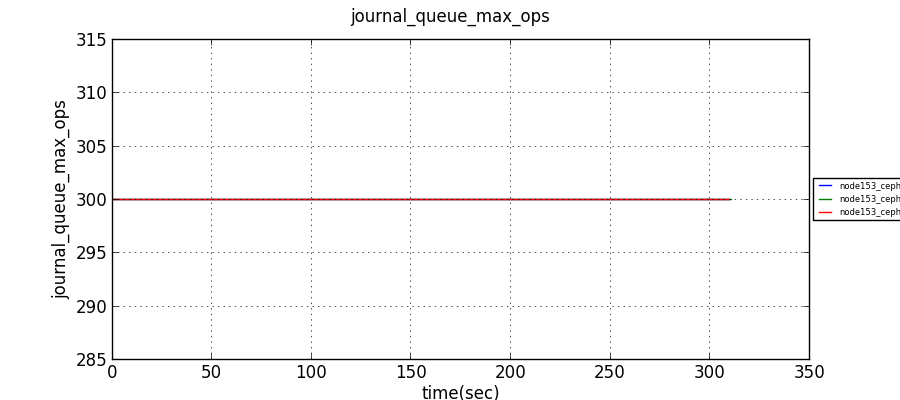 journal_queue_max_ops
journal_queue_max_ops
315
310
305
300
295
290
285
0 50 100 150 200 250 300 350
time(sec)
node153_ceph
node153_ceph
node153_ceph